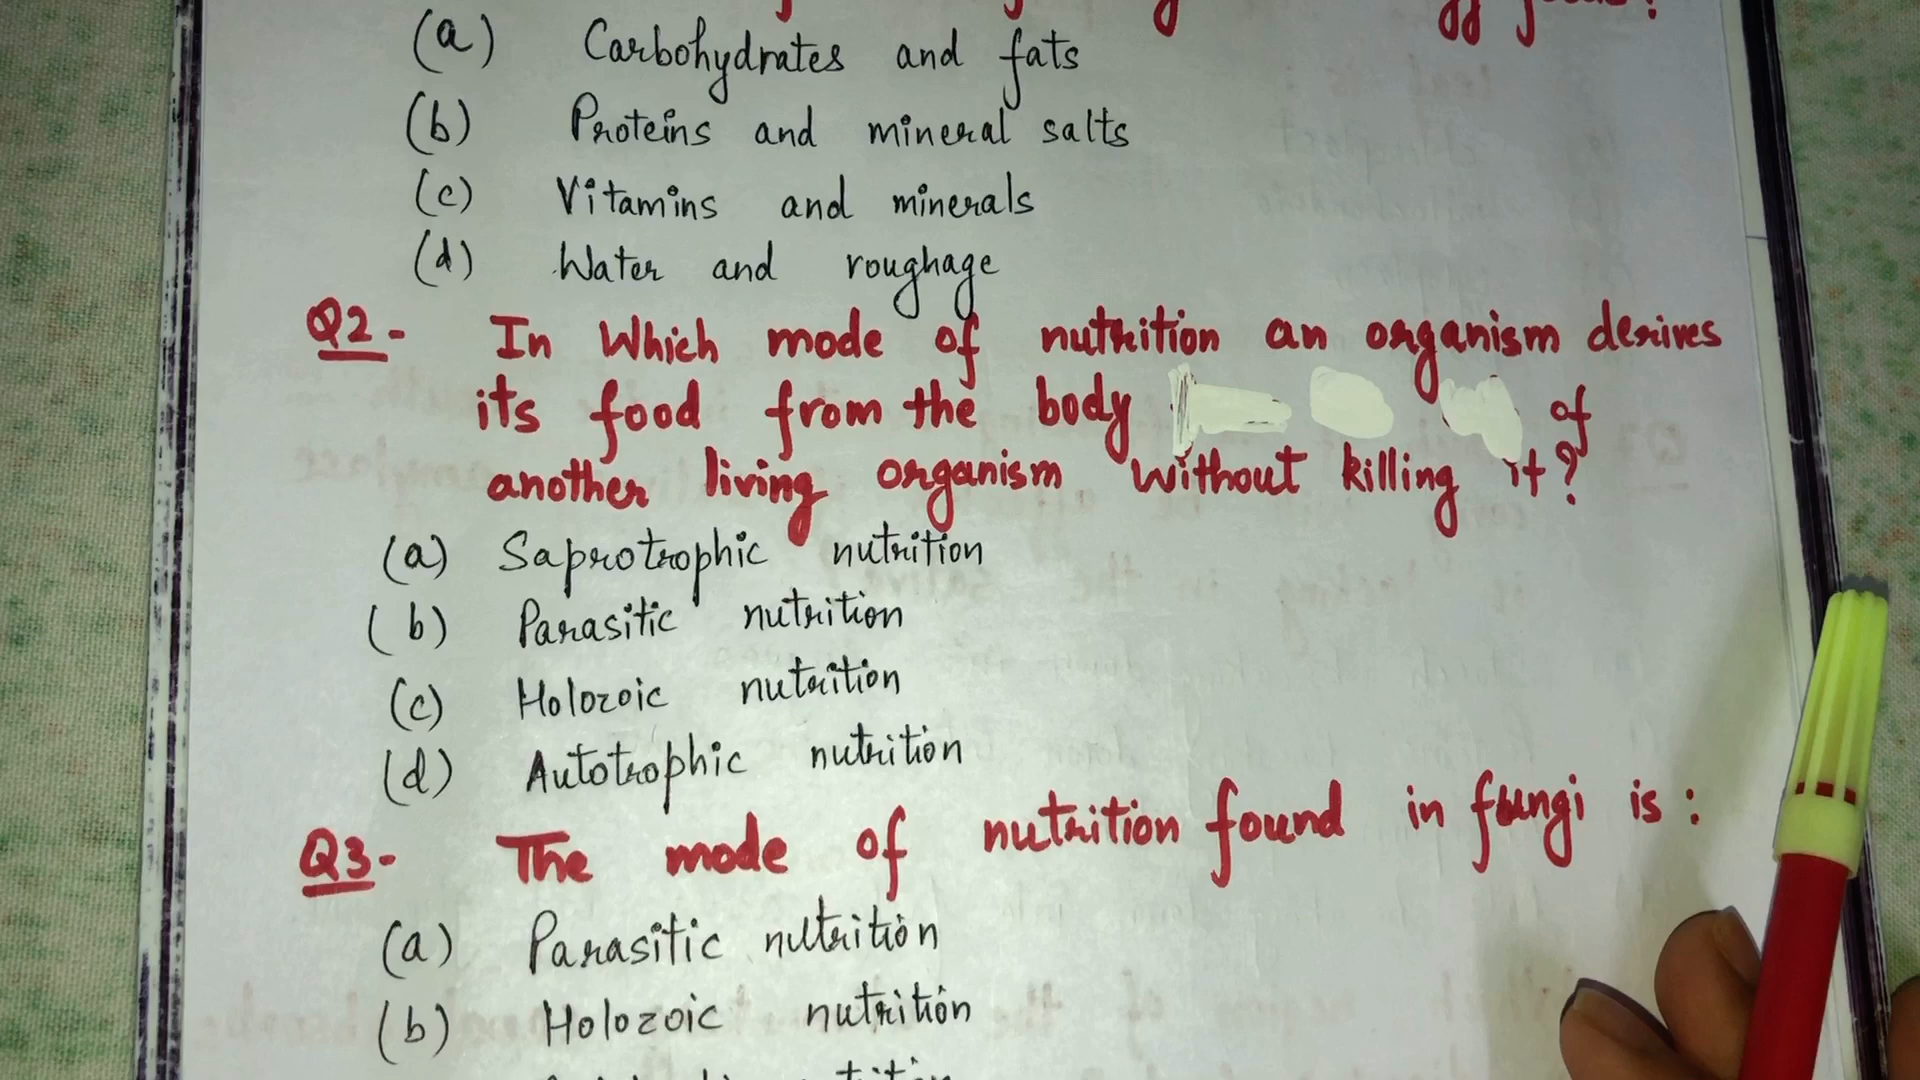 (a) Carbohydrates and fats
(b) Proteins and mineral salts
(c) Vitamins and minerals
(d) Water and roughage
Q2- In Which mode of nutrition an organism derives
its food from the body of
another living organism without killing it?
(a) Saprotrophic nutrition
(b) Parasitic nutrition
(c) Holozoic nutrition
(d) Autotrophic nutrition
Q3- The mode of nutrition found in fungi is:
(a) Parasitic nutrition
(b) Holozoic nutrition